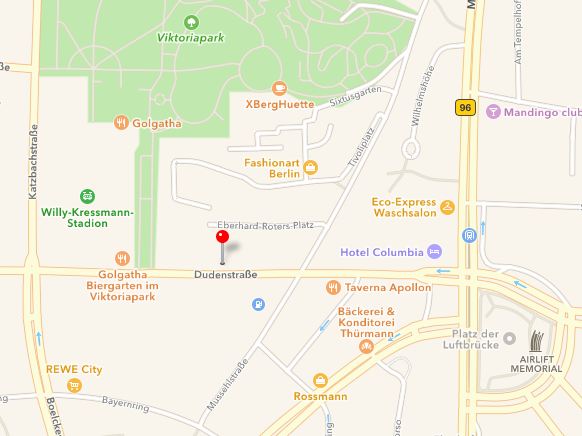 Viktoriapark
Am Tempelhof
XBergHuette
Sixtusgarten
Wilhelmshöhe
96
Mandingo club
Golgatha
Katzbachstraße
Tivoliplatz
Fashionart
Berlin
Willy-Kressmann-
Stadion
Eco-Express
Waschsalon
Eberhard-Roters-Platz
Hotel Columbia
Golgatha
Biergarten im
Viktoriapark
Dudenstraße
Taverna Apollon
Bäckerei &
Konditorei
Thürmann
Platz der
Luftbrücke
AIRLIFT
MEMORIAL
REWE City
Mussehlstraße
Rossmann
Bayernring
Boelcke